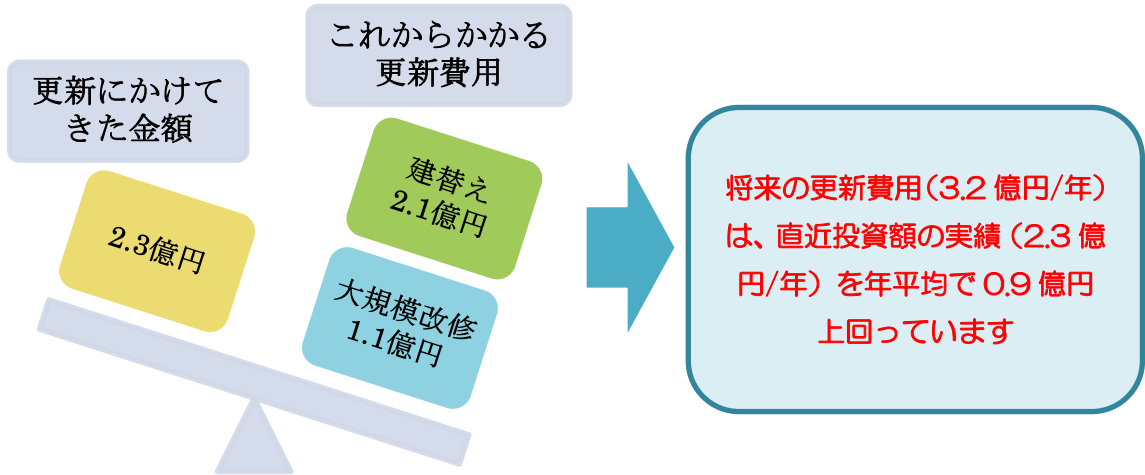 更新にかけて
きた金額
2.3億円
これからかかる
更新費用
建替え
2.1億円
大規模改修
1.1億円
将来の更新費用（3.2 億円/年）
は、直近投資額の実績（2.3 億
円/年）を年平均で 0.9 億円
上回っています